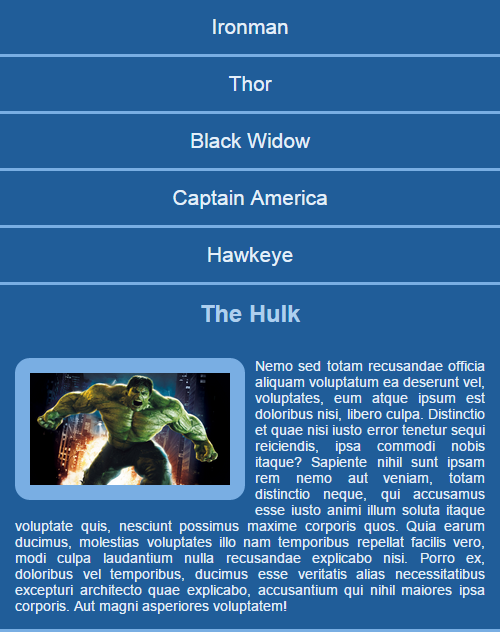 Ironman
Thor
Black Widow
Captain America
Hawkeye
The Hulk
Nemo sed totam recusandae officia
aliquam voluptatum ea deserunt vel,
voluptates, eum atque ipsum est
doloribus nisi, libero culpa. Distinctio
et quae nisi iusto error tenetur sequi
reiciendis, ipsa commodi nobis
itaque? Sapiente nihil sunt ipsam
rem nemo aut veniam, totam
distinctio neque, qui accusamus
esse iusto animi illum soluta itaque
voluptate quis, nesciunt possimus maxime corporis quos. Quia earum
ducimus, molestias voluptates illo nam temporibus repellat facilis vero,
modi culpa laudantium nulla recusandae explicabo nisi. Porro ex,
doloribus vel temporibus, ducimus esse veritatis alias necessitatibus
excepturi architecto quae explicabo, accusantium qui nihil maiores ipsa
corporis. Aut magni asperiores voluptatem!